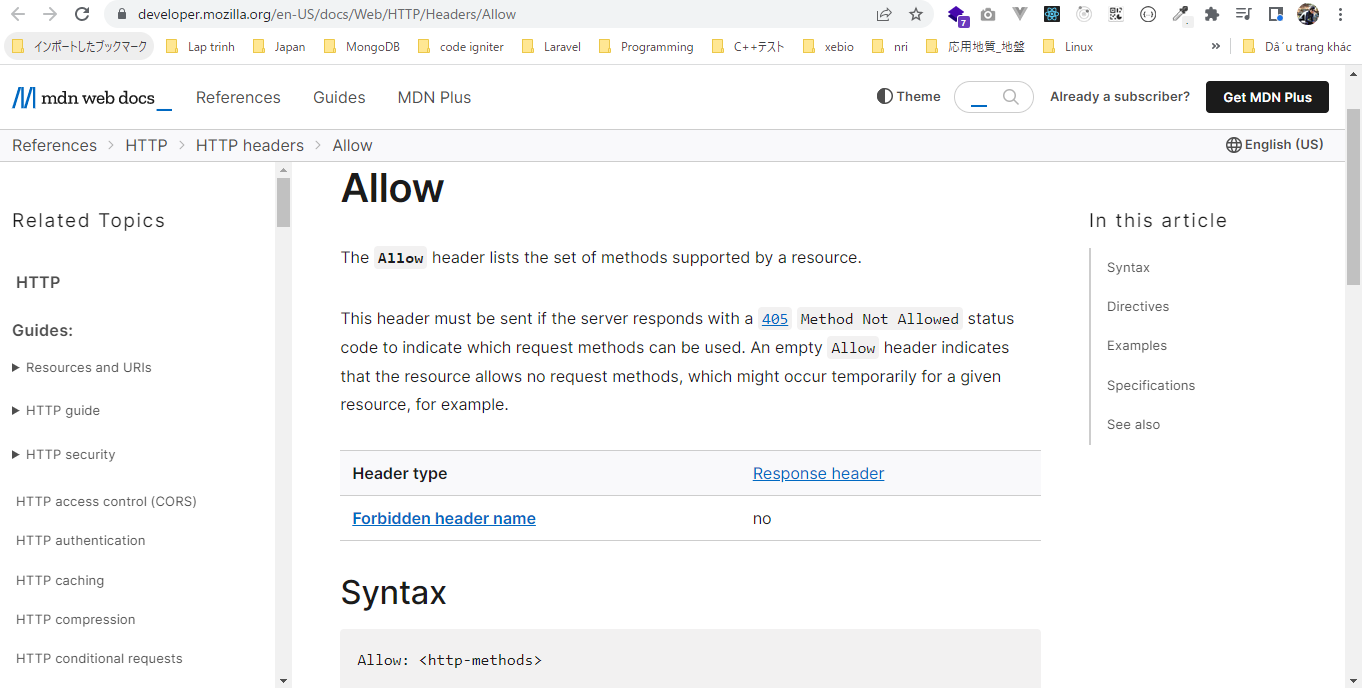 developer.mozilla.org/en-US/docs/Web/HTTP/Headers/Allow
7
インポートしたブックマーク Lap trinh Japan MongoDB code igniter Laravel Programming C++テスト xebio nri 応用地質_地盤 Linux » Dấu trang khác
mdn web docs_ References Guides MDN Plus Theme Already a subscriber? Get MDN Plus
References > HTTP > HTTP headers > Allow English (US)
Related Topics
HTTP
Guides:
Resources and URIs
HTTP guide
HTTP security
HTTP access control (CORS)
HTTP authentication
HTTP caching
HTTP compression
HTTP conditional requests
Allow
The Allow header lists the set of methods supported by a resource.
This header must be sent if the server responds with a 405 Method Not Allowed status
code to indicate which request methods can be used. An empty Allow header indicates
that the resource allows no request methods, which might occur temporarily for a given
resource, for example.
Header type Response header
Forbidden header name no
Syntax
Allow: <http-methods>
In this article
Syntax
Directives
Examples
Specifications
See also